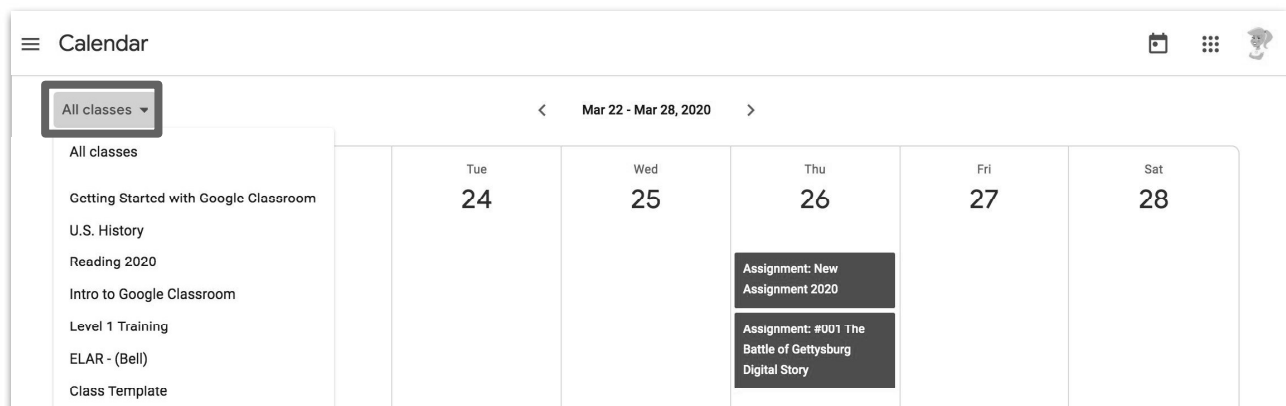 Calendar
All classes
Mar 22 - Mar 28, 2020
All classes
Getting Started with Google Classroom
U.S. History
Reading 2020
Intro to Google Classroom
Level 1 Training
ELAR - (Bell)
Class Template
Tue
24
Wed
25
Thu
26
Assignment: New
Assignment 2020
Assignment: #001 The
Battle of Gettysburg
Digital Story
Fri
27
Sat
28